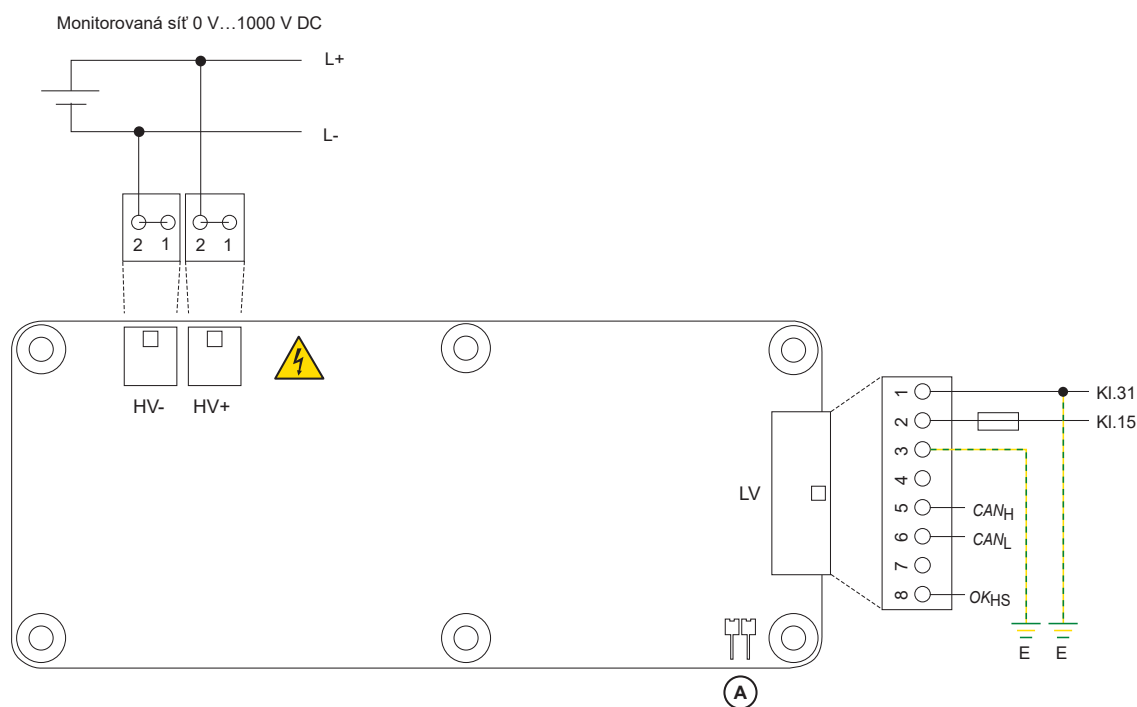 Monitorovaná síť 0 V…1000 V DC
L+
L-
2 1 2 1
HV- HV+
LV
1
2
3
4
5
6
7
8
Kl.31
Kl.15
CANH
CANL
OKHS
E E
A